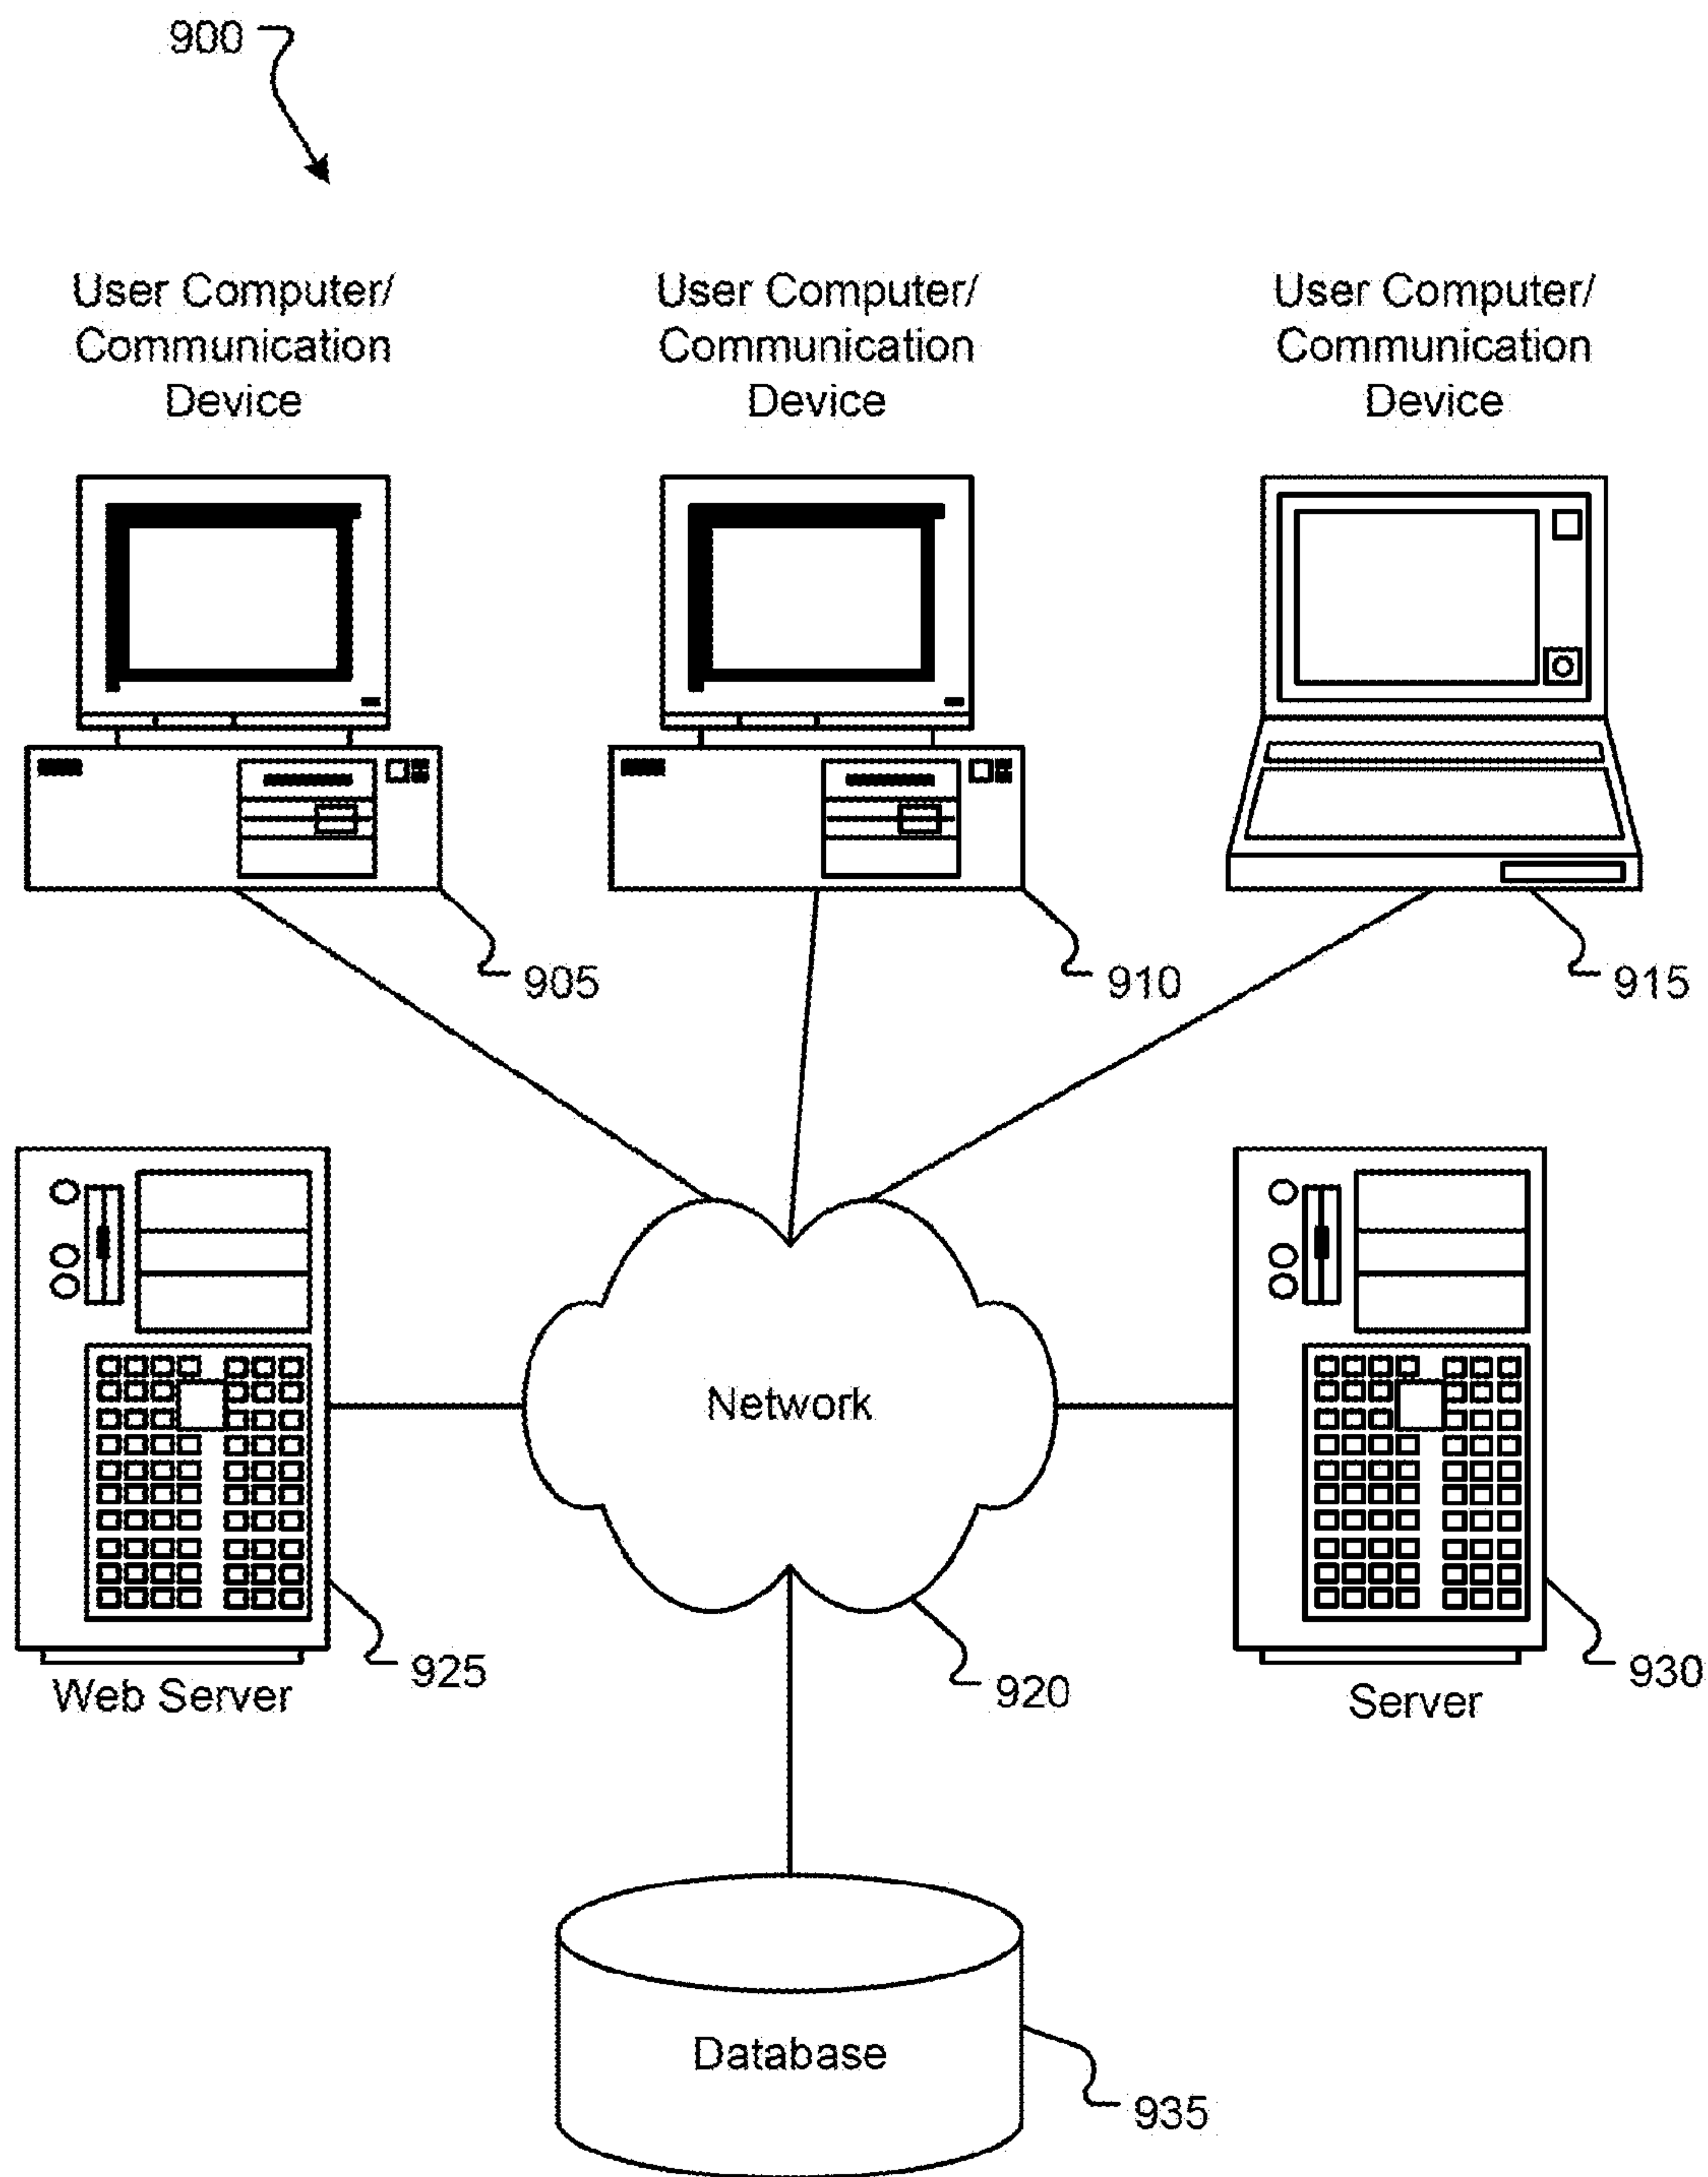 900
User Computer/
Communication
Device
User Computer/
Communication
Device
User Computer/
Communication
Device
905
910
915
Network
925
Web Server
920
930
Server
Database
935